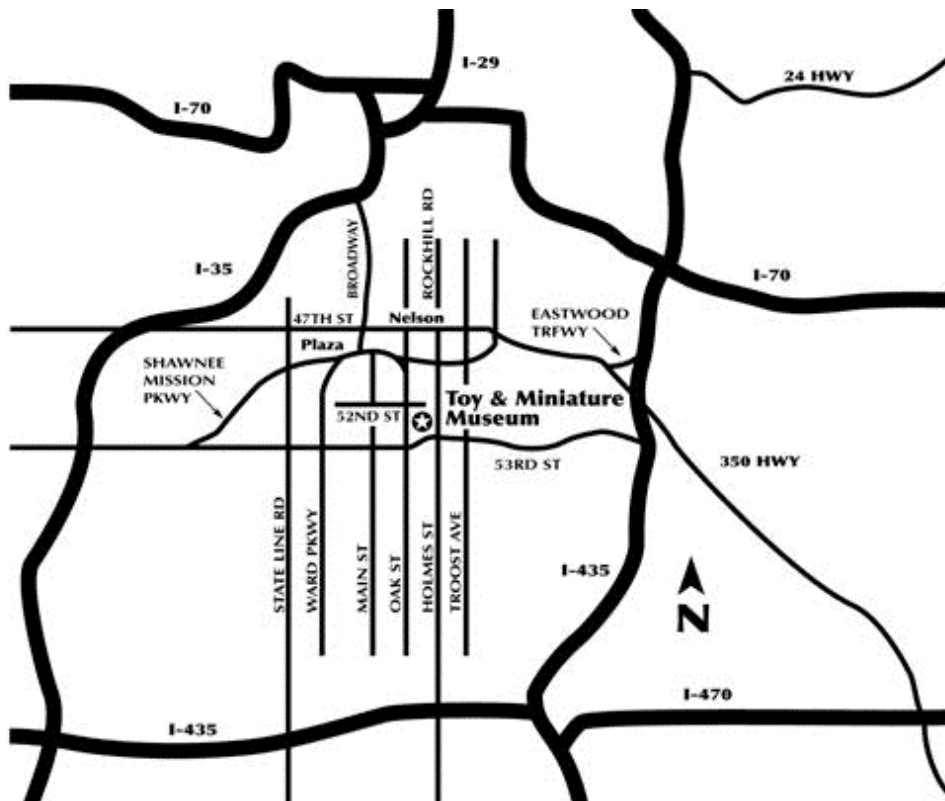 I-29
24 HWY
I-70
ROCKHILL RD
BROADWAY
I-35
I-70
47TH ST
Nelson
EASTWOOD
TRFWY
Plaza
SHAWNEE
MISSION
PKWY
Toy & Miniature
Museum
52ND ST
53RD ST
350 HWY
STATE LINE RD
WARD PKWY
MAIN ST
OAK ST
HOLMES ST
TROOST AVE
I-435
N
I-470
I-435